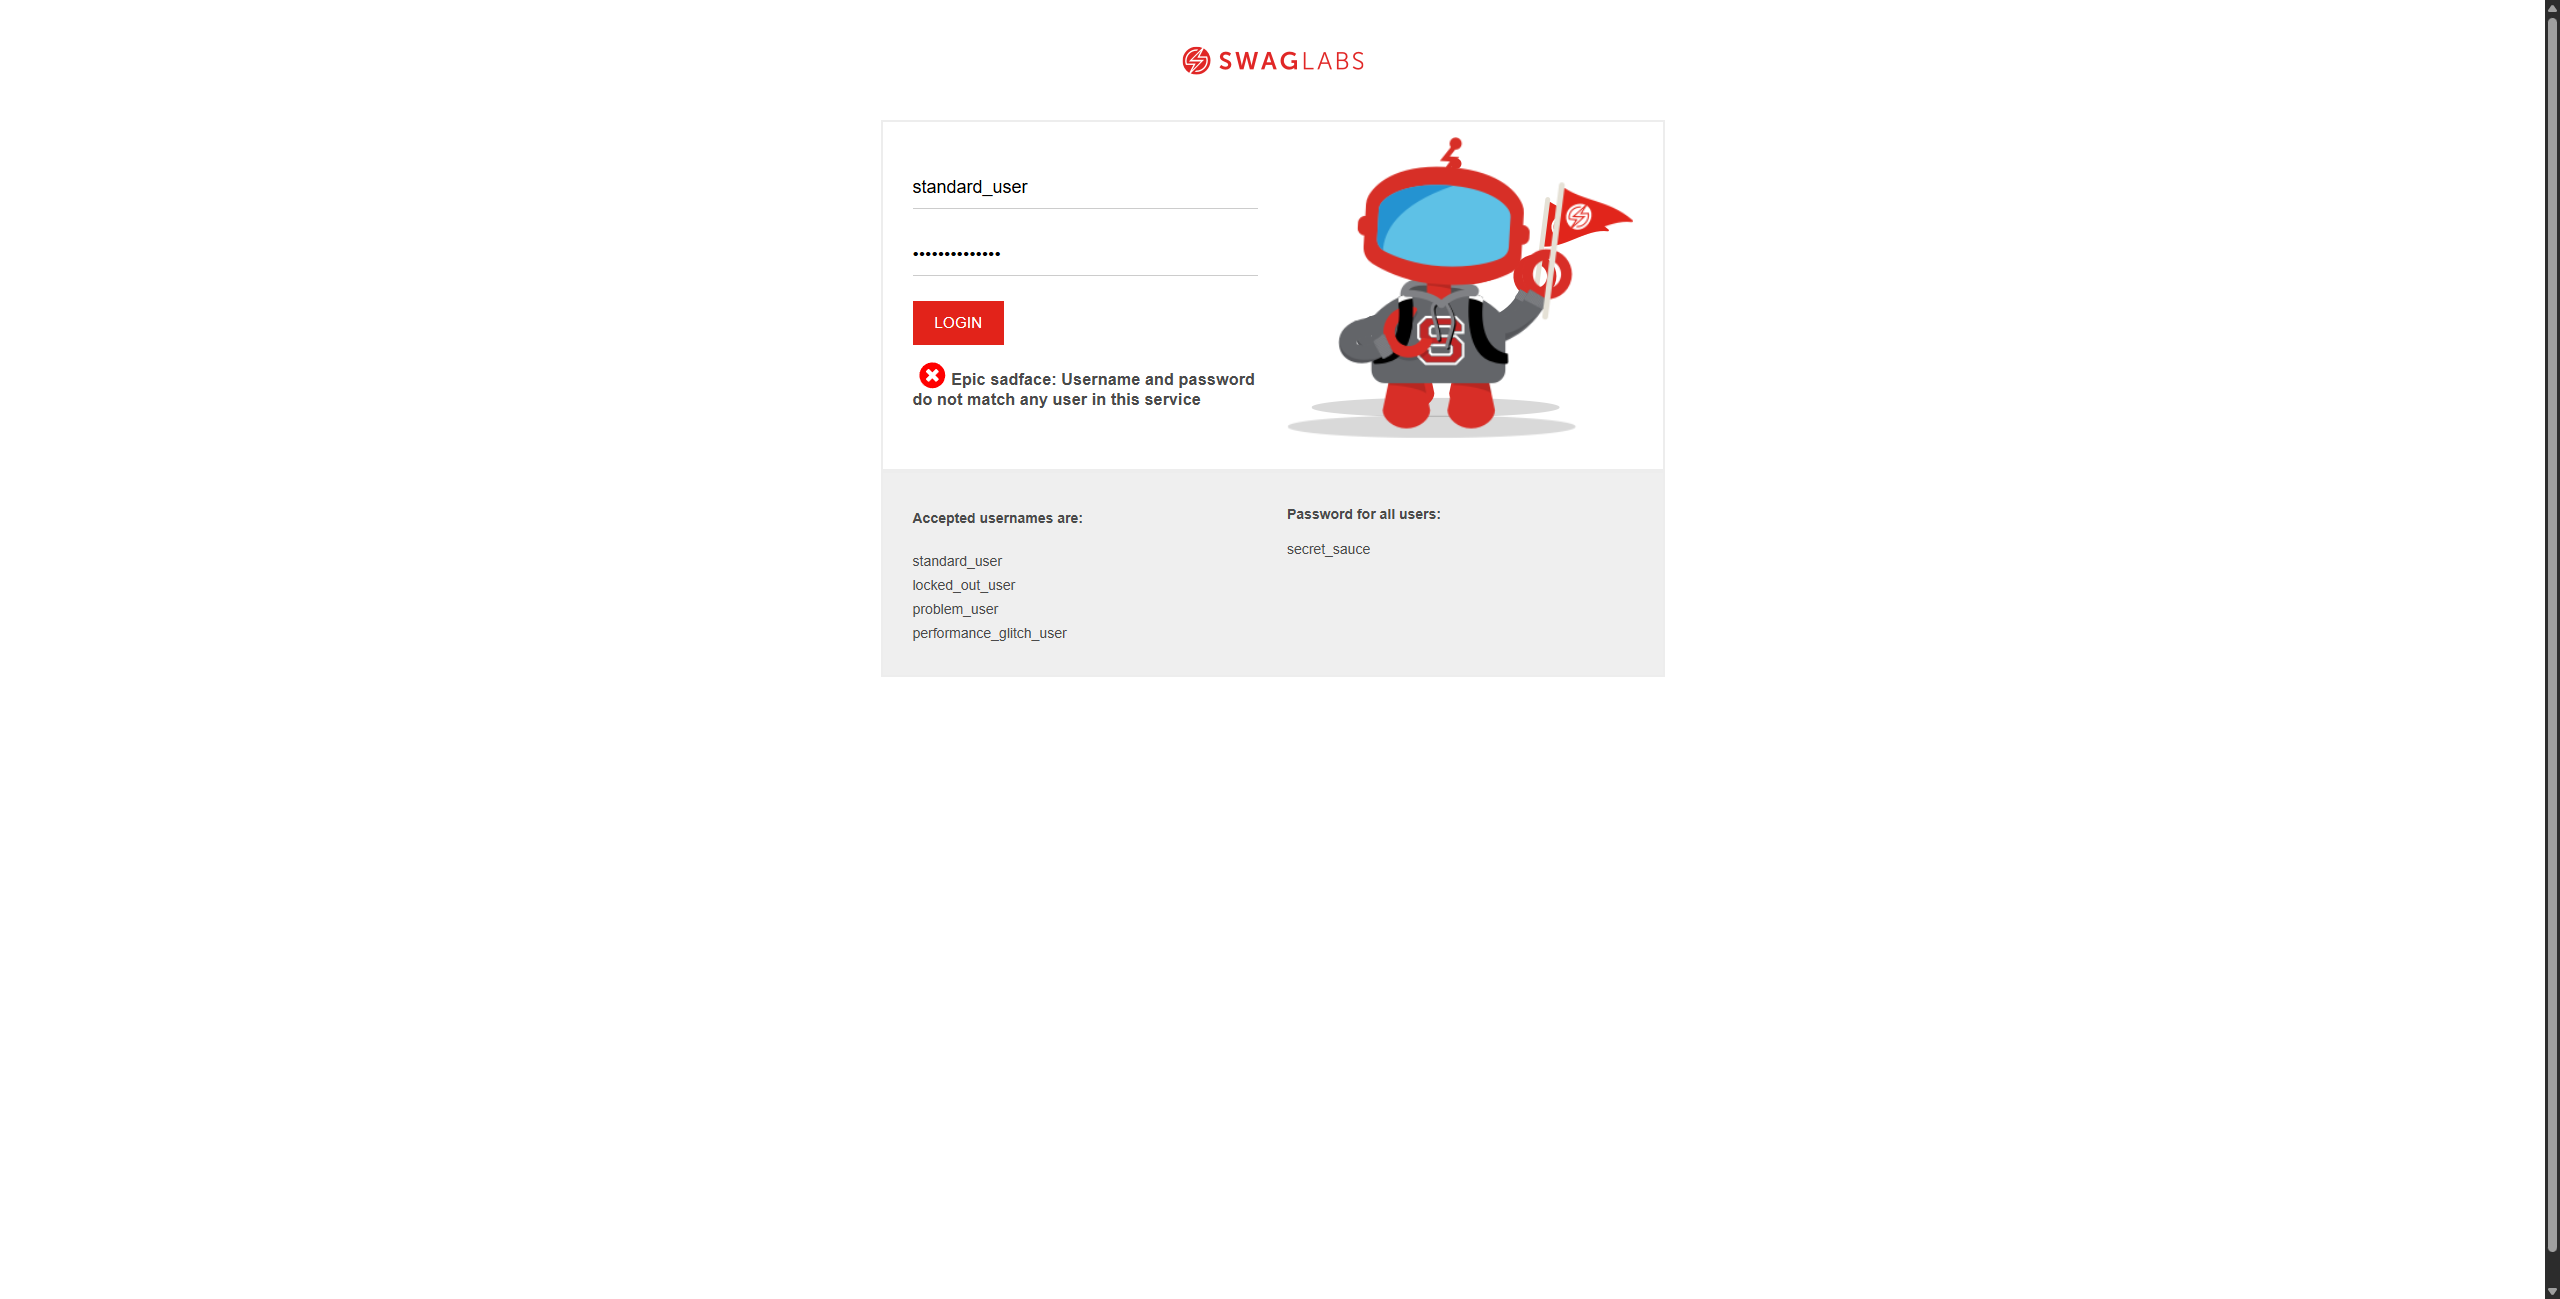 SWAGLABS
standard_user
••••••••••••••
LOGIN
Epic sadface: Username and password
do not match any user in this service
S
Accepted usernames are:
standard_user
locked_out_user
problem_user
performance_glitch_user
Password for all users:
secret_sauce